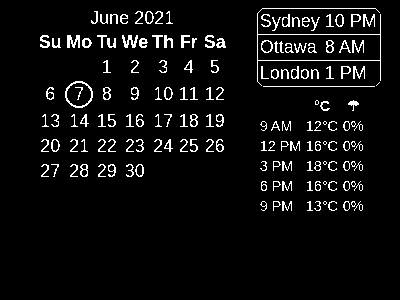 June 2021
Su Mo Tu We Th Fr Sa
1 2 3 4 5
6 7 8 9 10 11 12
13 14 15 16 17 18 19
20 21 22 23 24 25 26
27 28 29 30
Sydney 10 PM
Ottawa 8 AM
London 1 PM
°C ☂
9 AM 12°C 0%
12 PM 16°C 0%
3 PM 18°C 0%
6 PM 16°C 0%
9 PM 13°C 0%